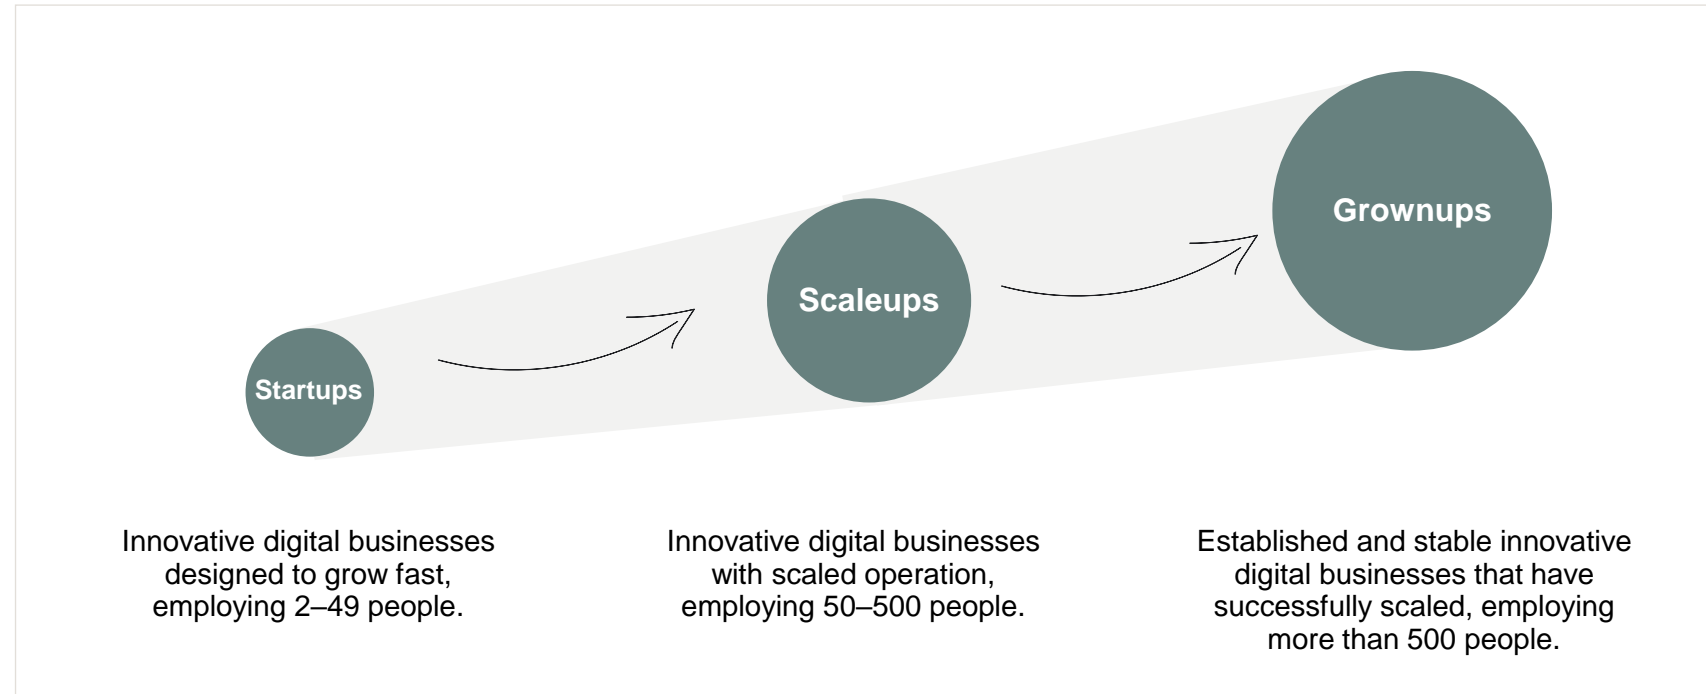 Startups
Scaleups
Grownups
Innovative digital businesses
designed to grow fast,
employing 2–49 people.
Innovative digital businesses
with scaled operation,
employing 50–500 people.
Established and stable innovative
digital businesses that have
successfully scaled, employing
more than 500 people.